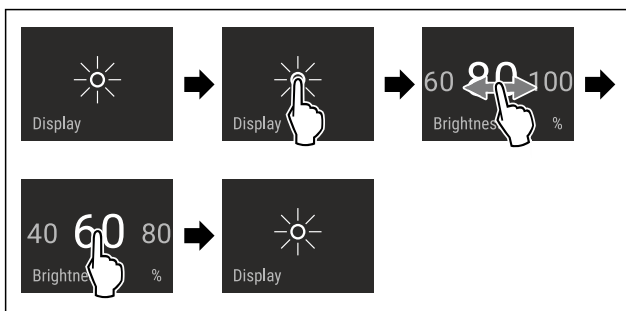 Display
Display
60 80 100
Brightnes %
40 60 80
Brightne %
Display